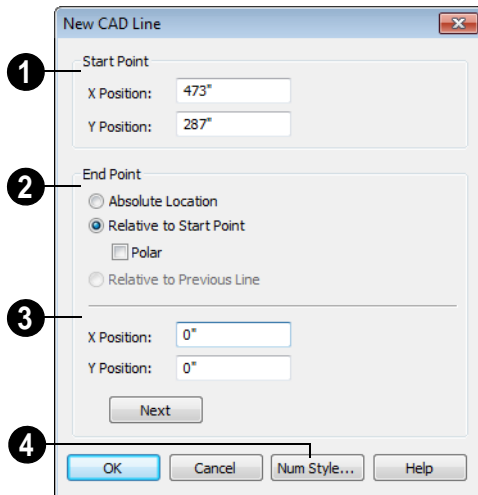 New CAD Line
1
Start Point
X Position: 473"
Y Position: 287"
2
End Point
Absolute Location
Relative to Start Point
Polar
Relative to Previous Line
3
X Position: 0"
Y Position: 0"
Next
4
OK Cancel Num Style... Help